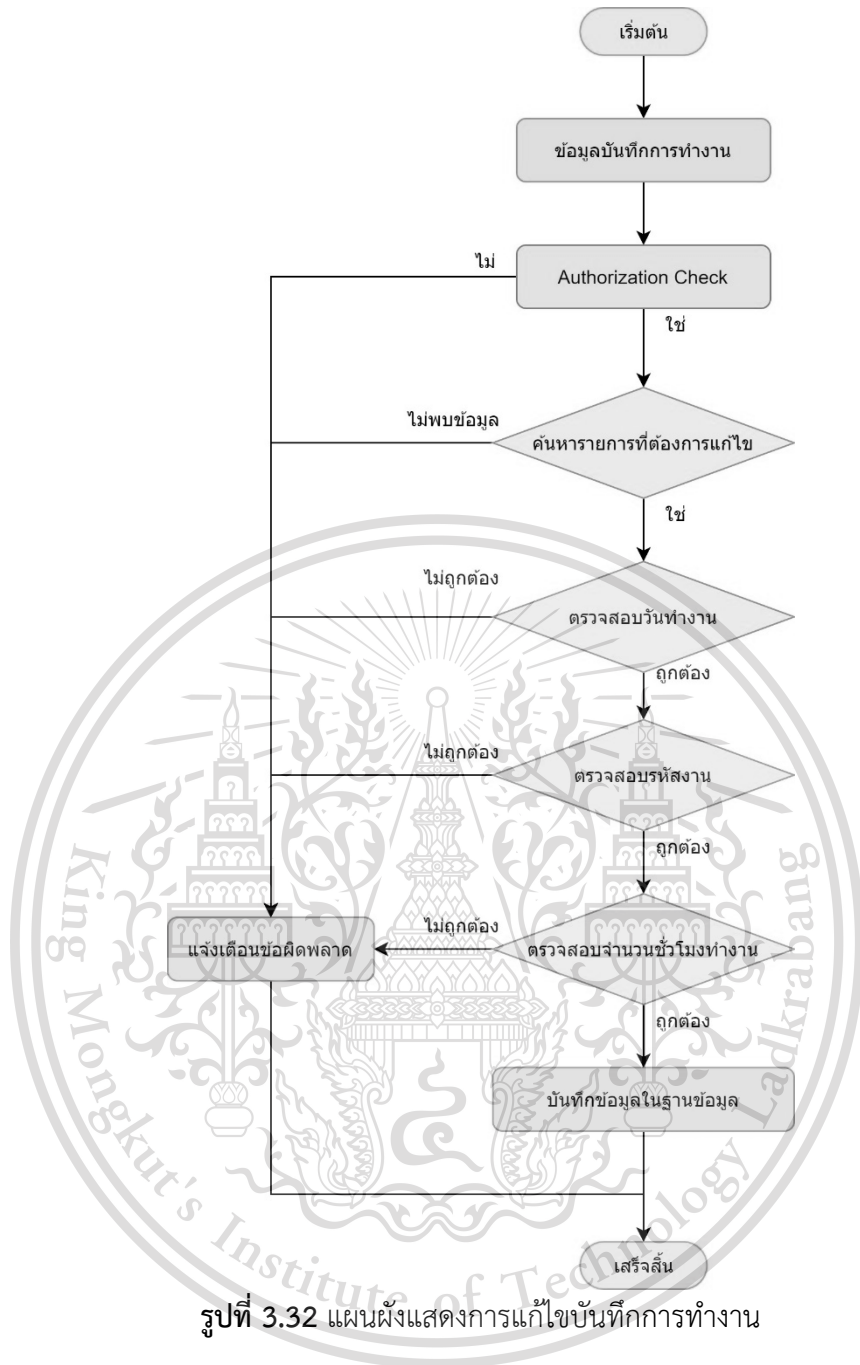 เริ่มต้น
ข้อมูลบันทึกการทำงาน
ไม่
Authorization Check
ใช่
ไม่พบข้อมูล
ค้นหารายการที่ต้องการแก้ไข
ใช่
ไม่ถูกต้อง
ตรวจสอบวันทำงาน
ถูกต้อง
ไม่ถูกต้อง
ตรวจสอบรหัสงาน
ถูกต้อง
ไม่ถูกต้อง
แจ้งเตือนข้อผิดพลาด
ตรวจสอบจำนวนชั่วโมงทำงาน
ถูกต้อง
บันทึกข้อมูลในฐานข้อมูล
เสร็จสิ้น
King Mongkut's Institute of Technology Ladkrabang
รูปที่ 3.32 แผนผังแสดงการแก้ไขบันทึกการทำงาน